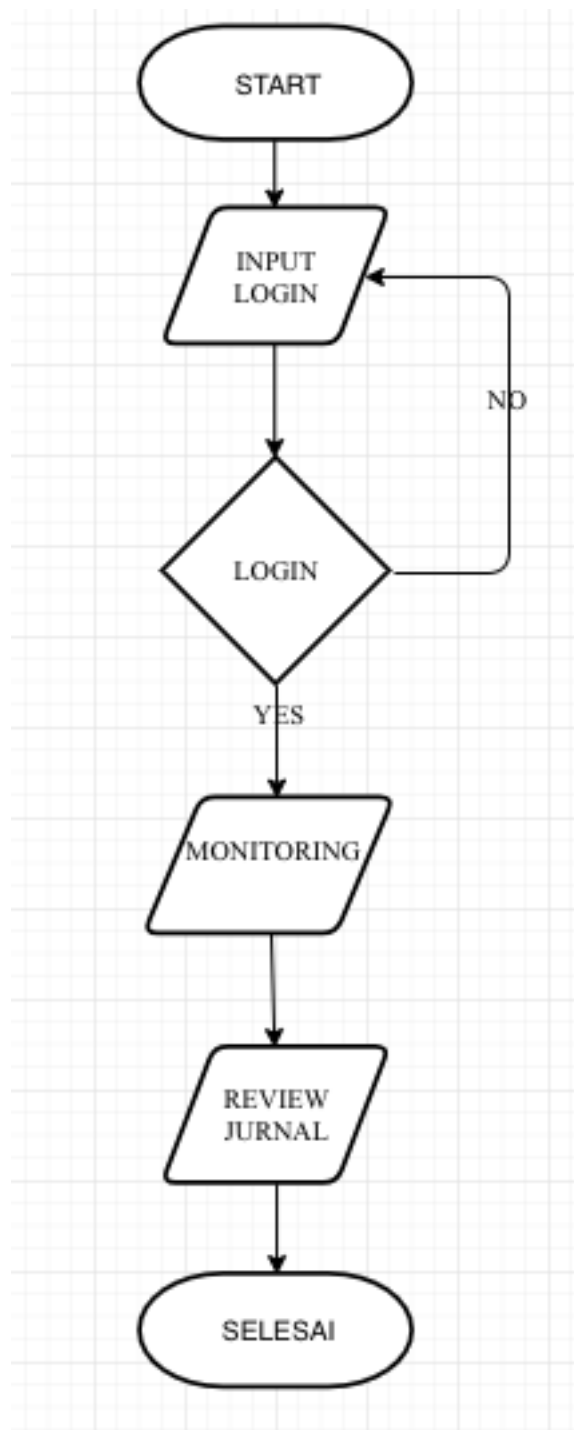 START
INPUT
LOGIN
NO
LOGIN
YES
MONITORING
REVIEW
JURNAL
SELESAI